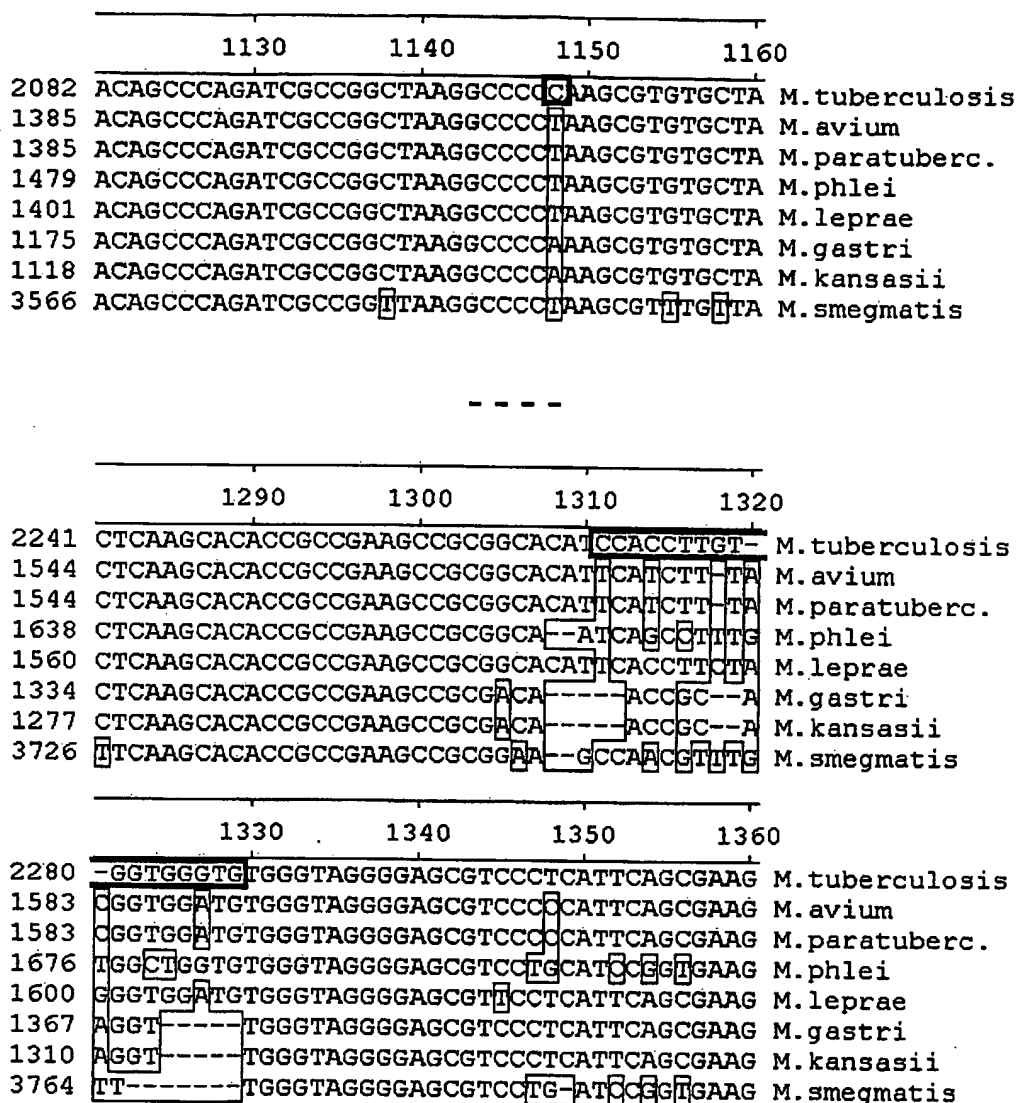 1130 1140 1150 1160
2082 ACAGCCCAGATCGCCGGCTAAGGCCCCCAAGCGTGTGCTA M.tuberculosis
1385 ACAGCCCAGATCGCCGGCTAAGGCCCCTAAGCGTGTGCTA M.avium
1385 ACAGCCCAGATCGCCGGCTAAGGCCCCTAAGCGTGTGCTA M.paratuberc.
1479 ACAGCCCAGATCGCCGGCTAAGGCCCCTAAGCGTGTGCTA M.phlei
1401 ACAGCCCAGATCGCCGGCTAAGGCCCCTAAGCGTGTGCTA M.leprae
1175 ACAGCCCAGATCGCCGGCTAAGGCCCCAAAGCGTGTGCTA M.gastri
1118 ACAGCCCAGATCGCCGGCTAAGGCCCCAAAGCGTGTGCTA M.kansasii
3566 ACAGCCCAGATCGCCGGTTAAGGCCCCTAAGCGTTTGTTA M.smegmatis
- - - -
1290 1300 1310 1320
2241 CTCAAGCACACCGCCGAAGCCGCGGCACATCCACCTTGT- M.tuberculosis
1544 CTCAAGCACACCGCCGAAGCCGCGGCACATTCATCTT-TA M.avium
1544 CTCAAGCACACCGCCGAAGCCGCGGCACATTCATCTT-TA M.paratuberc.
1638 CTCAAGCACACCGCCGAAGCCGCGGCA--ATCAGCCTTTG M.phlei
1560 CTCAAGCACACCGCCGAAGCCGCGGCACATTCACCTTCTA M.leprae
1334 CTCAAGCACACCGCCGAAGCCGCGACA-----ACCGC--A M.gastri
1277 CTCAAGCACACCGCCGAAGCCGCGACA-----ACCGC--A M.kansasii
3726 TTCAAGCACACCGCCGAAGCCGCGGAA--GCCAACGTTTG M.smegmatis
1330 1340 1350 1360
2280 -GGTGGGTGTGGGTAGGGGAGCGTCCCTCATTCAGCGAAG M.tuberculosis
1583 CGGTGGATGTGGGTAGGGGAGCGTCCCCCATTCAGCGAAG M.avium
1583 CGGTGGATGTGGGTAGGGGAGCGTCCCCCATTCAGCGAAG M.paratuberc.
1676 TGGCTGGTGTGGGTAGGGGAGCGTCCTGCATCCGGTGAAG M.phlei
1600 GGGTGGATGTGGGTAGGGGAGCGTTCCTCATTCAGCGAAG M.leprae
1367 AGGT-----TGGGTAGGGGAGCGTCCCTCATTCAGCGAAG M.gastri
1310 AGGT-----TGGGTAGGGGAGCGTCCCTCATTCAGCGAAG M.kansasii
3764 TT-------TGGGTAGGGGAGCGTCCTG-ATCCGGTGAAG M.smegmatis